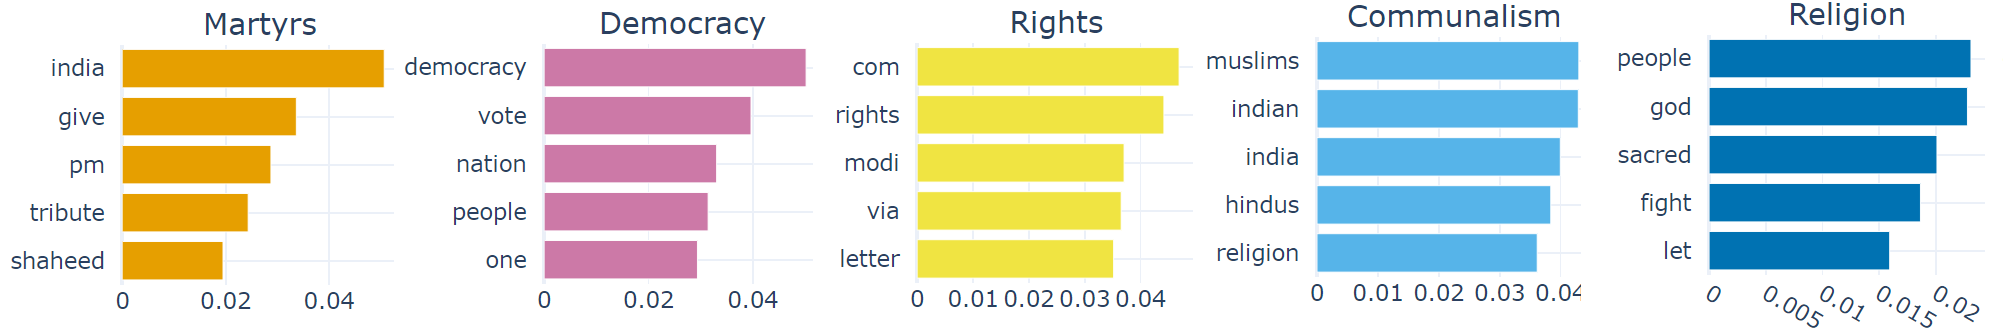 Martyrs
india
give
pm
tribute
shaheed
0 0.02 0.04
Democracy
democracy
vote
nation
people
one
0 0.02 0.04
Rights
com
rights
modi
via
letter
0 0.01 0.02 0.03 0.04
Communalism
muslims
indian
india
hindus
religion
0 0.01 0.02 0.03 0.04
Religion
people
god
sacred
fight
let
0 0.005 0.01 0.015 0.02